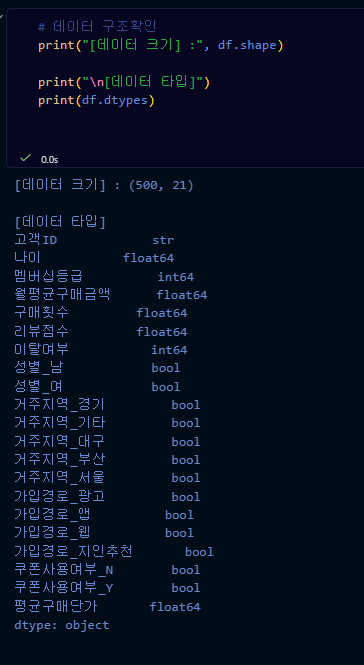 # 데이터 구조확인
print("[데이터 크기] :", df.shape)
print("\n[데이터 타입]")
print(df.dtypes)
0.0s
[데이터 크기] : (500, 21)
[데이터 타입]
고객ID str
나이 float64
멤버십등급 int64
월평균구매금액 float64
구매횟수 float64
리뷰점수 float64
이탈여부 int64
성별_남 bool
성별_여 bool
거주지역_경기 bool
거주지역_기타 bool
거주지역_대구 bool
거주지역_부산 bool
거주지역_서울 bool
가입경로_광고 bool
가입경로_앱 bool
가입경로_웹 bool
가입경로_지인추천 bool
쿠폰사용여부_N bool
쿠폰사용여부_Y bool
평균구매단가 float64
dtype: object